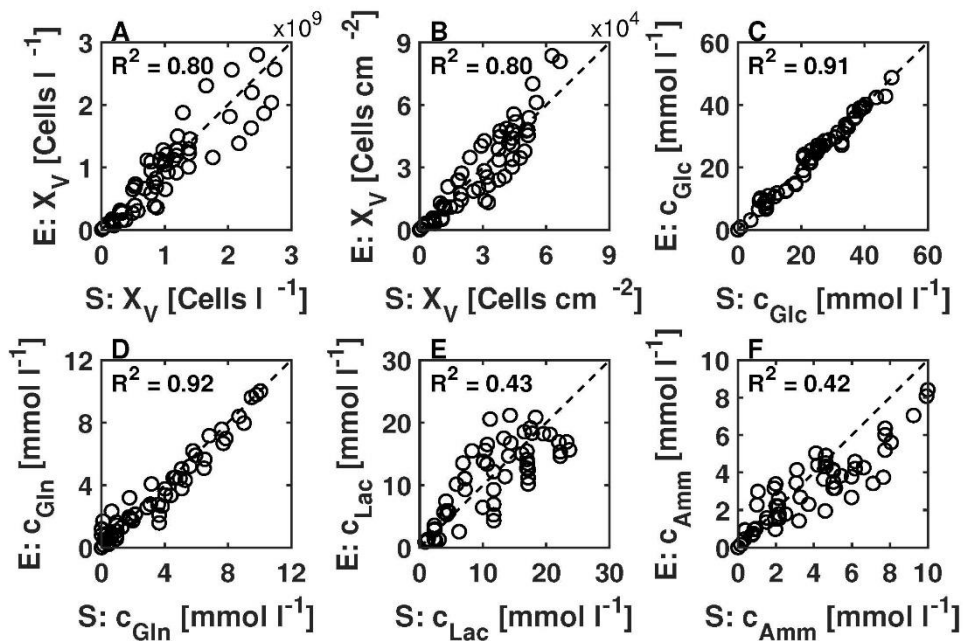 A
×10⁹
R² = 0.80
3
2
1
0
E: X_V [Cells l⁻¹]
0 1 2 3
S: X_V [Cells l⁻¹]
B
×10⁴
R² = 0.80
9
6
3
0
E: X_V [Cells cm⁻²]
0 3 6 9
S: X_V [Cells cm⁻²]
C
R² = 0.91
60
40
20
0
E: c_Glc [mmol l⁻¹]
0 20 40 60
S: c_Glc [mmol l⁻¹]
D
R² = 0.92
12
8
4
0
E: c_Gln [mmol l⁻¹]
0 4 8 12
S: c_Gln [mmol l⁻¹]
E
R² = 0.43
30
20
10
0
E: c_Lac [mmol l⁻¹]
0 10 20 30
S: c_Lac [mmol l⁻¹]
F
R² = 0.42
10
8
6
4
2
0
E: c_Amm [mmol l⁻¹]
0 2 4 6 8 10
S: c_Amm [mmol l⁻¹]